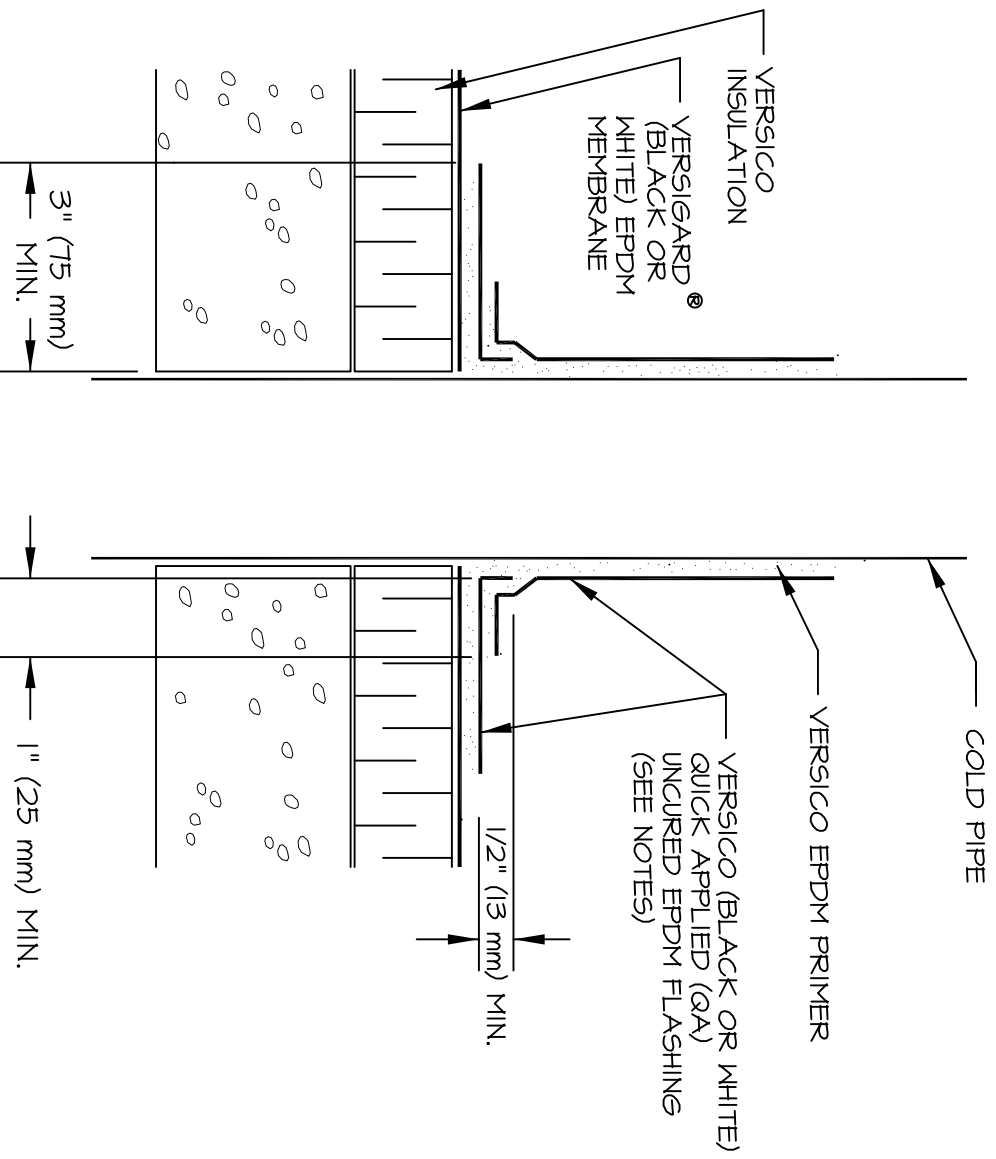 COLD PIPE
VERSICO EPDM PRIMER
VERSICO (BLACK OR WHITE)
QUICK APPLIED (QA)
UNCURED EPDM FLASHING
(SEE NOTES)
1/2" (13 mm) MIN.
VERSICO
INSULATION
VERSIGARD®
(BLACK OR
WHITE) EPDM
MEMBRANE
3" (75 mm)
MIN.
1" (25 mm) MIN.